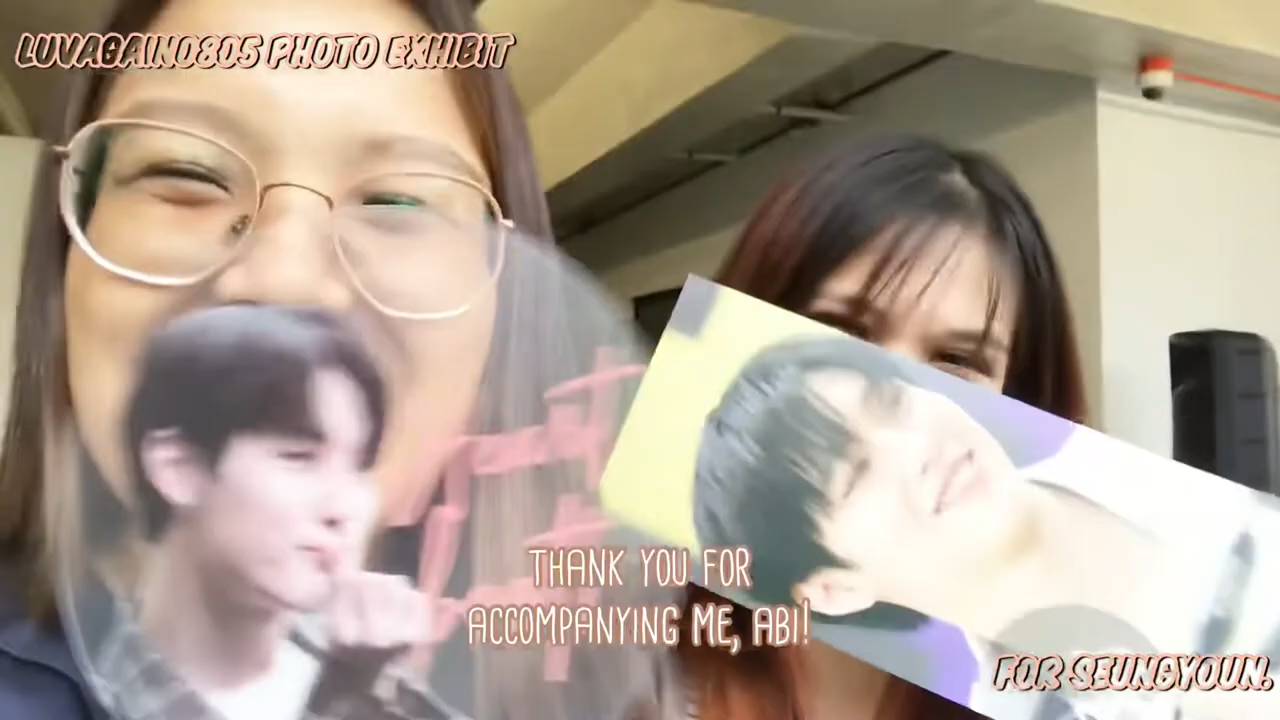 LUVAGAIN0805 PHOTO EXHIBIT
THANK YOU FOR
ACCOMPANYING ME, ABI!
FOR SEUNGYOUN.